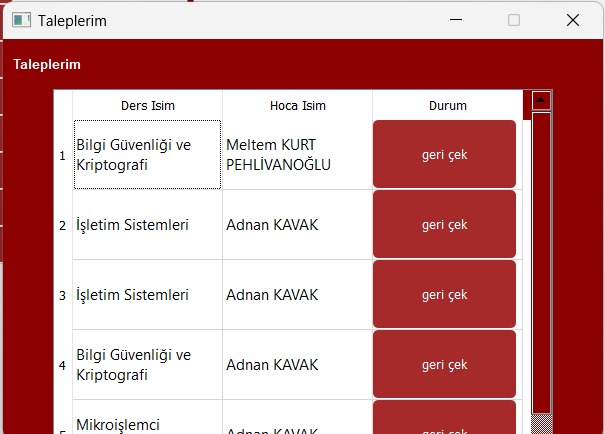 Taleplerim
Taleplerim
Ders Isim Hoca Isim Durum
1 Bilgi Güvenliği ve Kriptografi Meltem KURT PEHLİVANOĞLU geri çek
2 İşletim Sistemleri Adnan KAVAK geri çek
3 İşletim Sistemleri Adnan KAVAK geri çek
4 Bilgi Güvenliği ve Kriptografi Adnan KAVAK geri çek
5 Mikroişlemci Adnan KAVAK geri çek